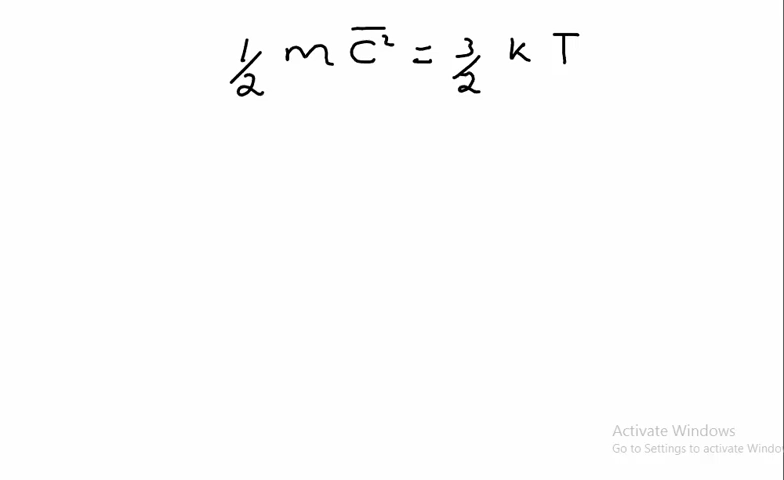 ½ m c̅² = 3/2 k T
Activate Windows
Go to Settings to activate Windo